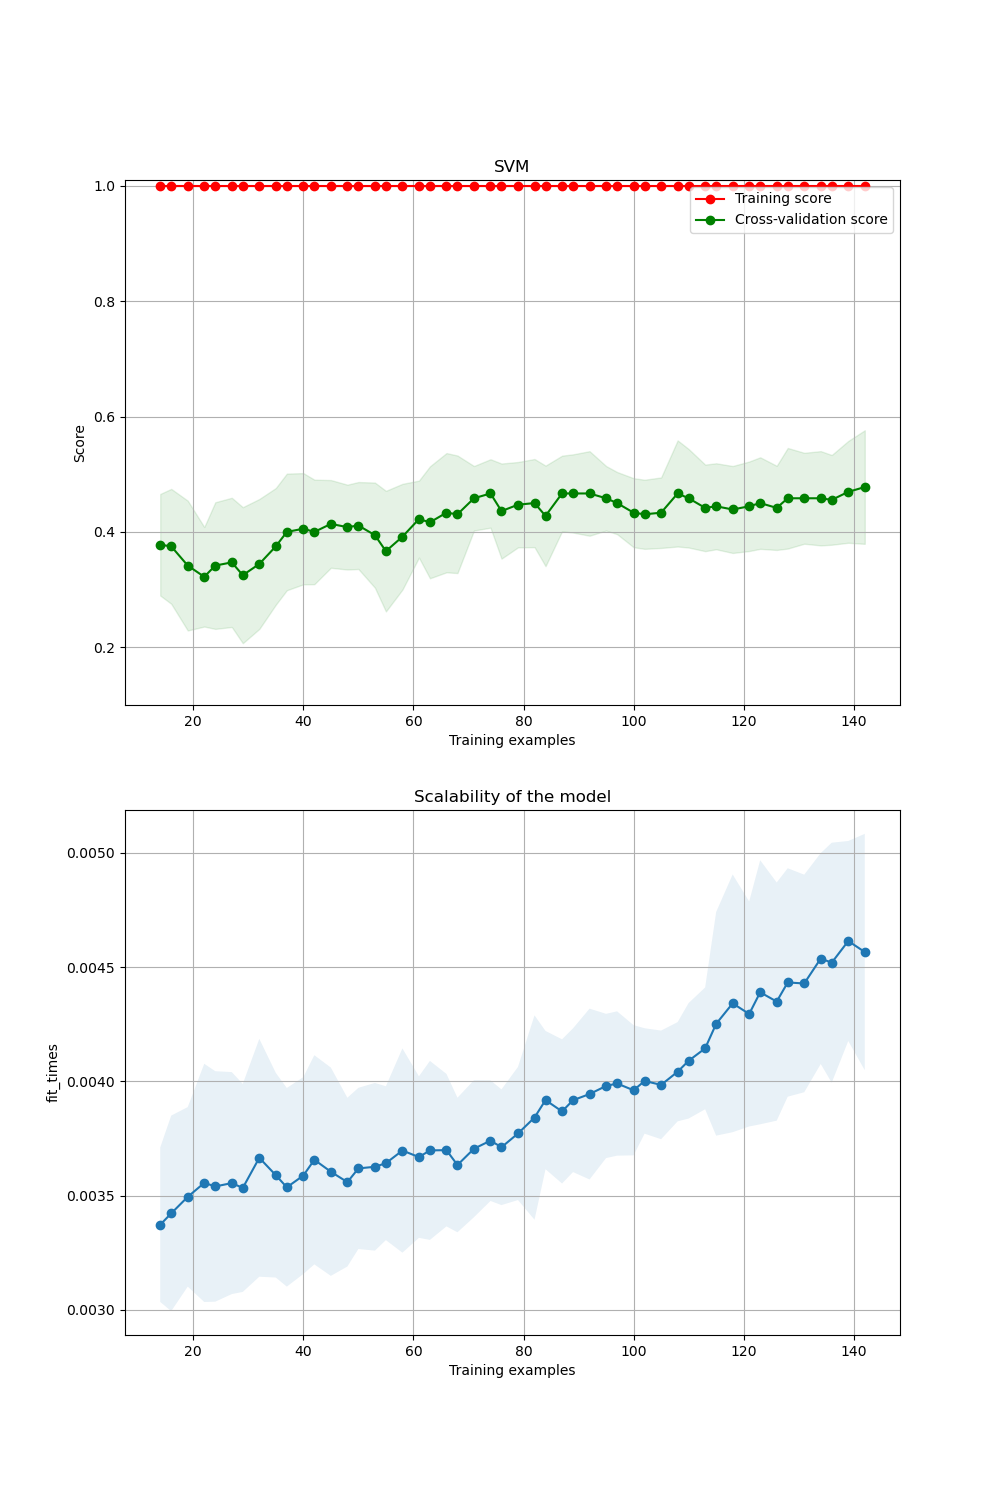 SVM
1.0
0.8
0.6
0.4
0.2
Score
Training score
Cross-validation score
20 40 60 80 100 120 140
Training examples
Scalability of the model
0.0050
0.0045
0.0040
0.0035
0.0030
fit_times
20 40 60 80 100 120 140
Training examples